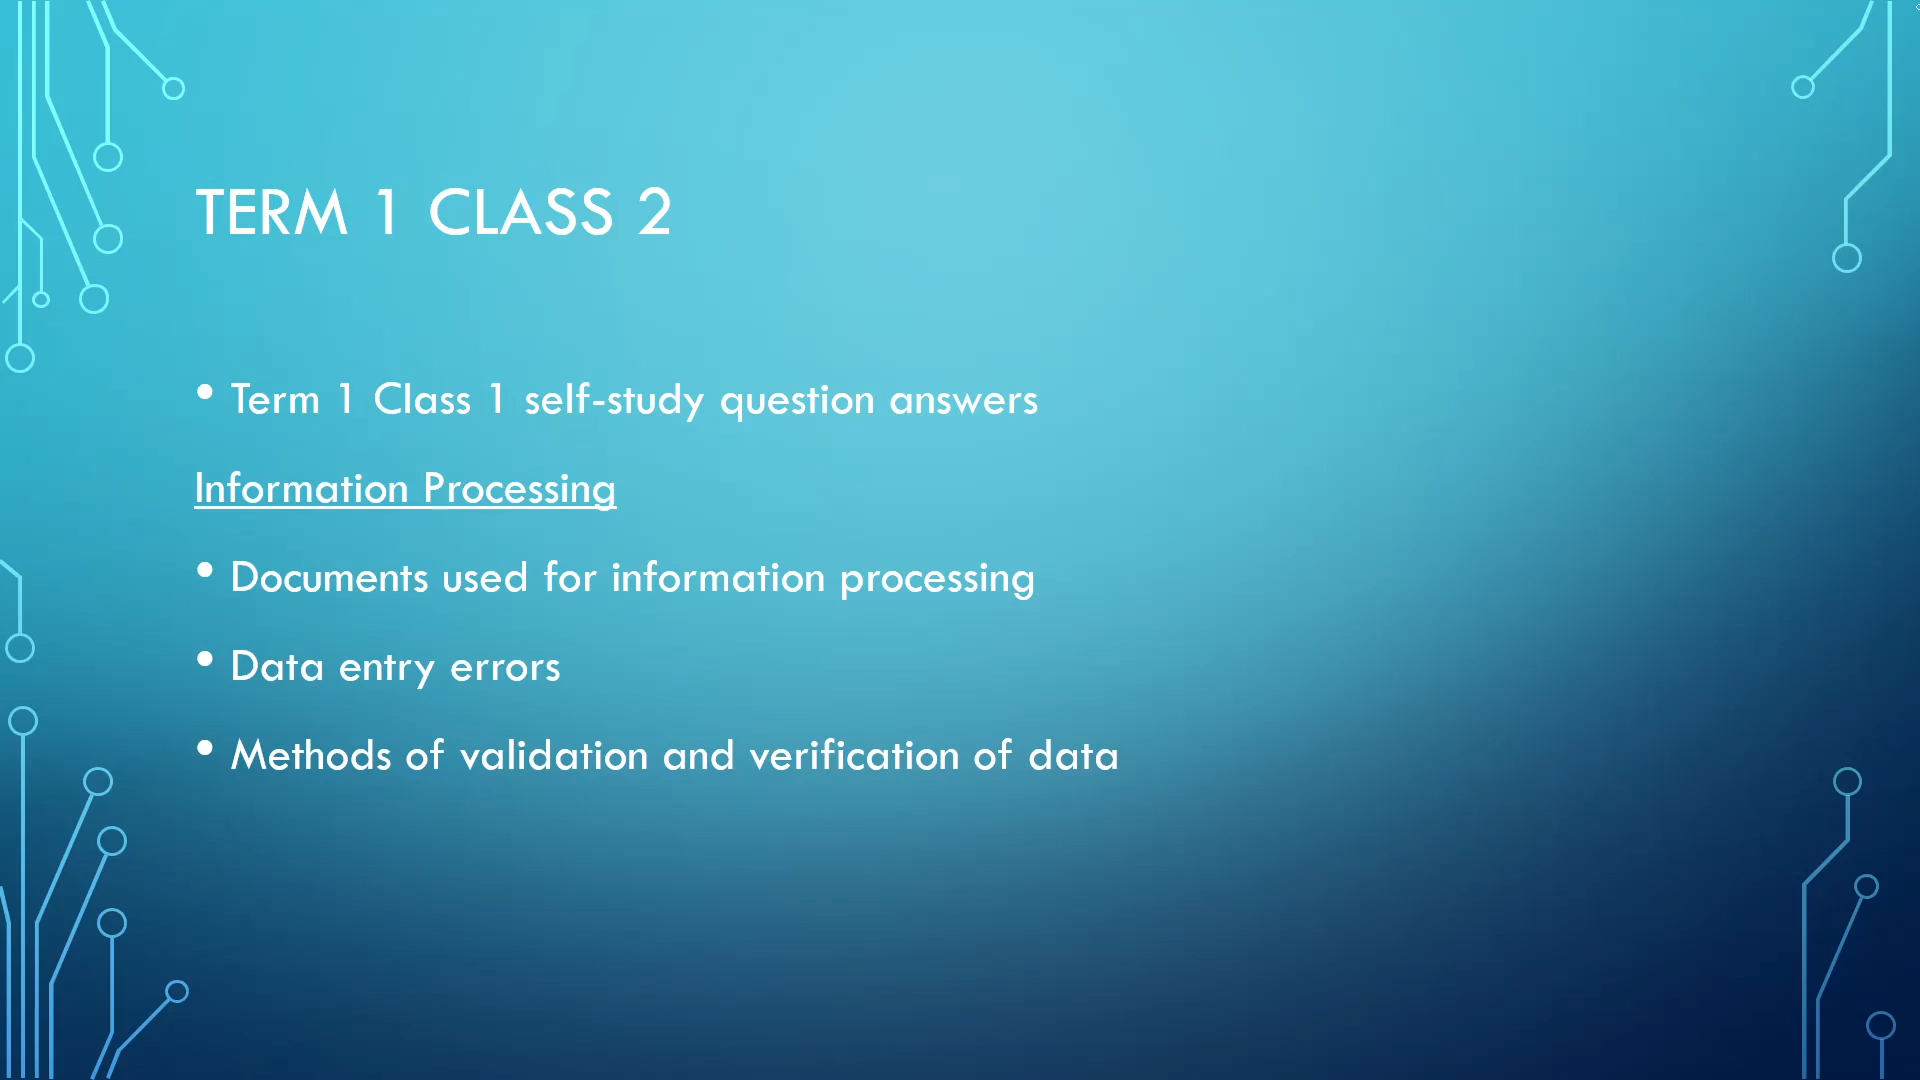 TERM 1 CLASS 2
• Term 1 Class 1 self-study question answers
Information Processing
• Documents used for information processing
• Data entry errors
• Methods of validation and verification of data